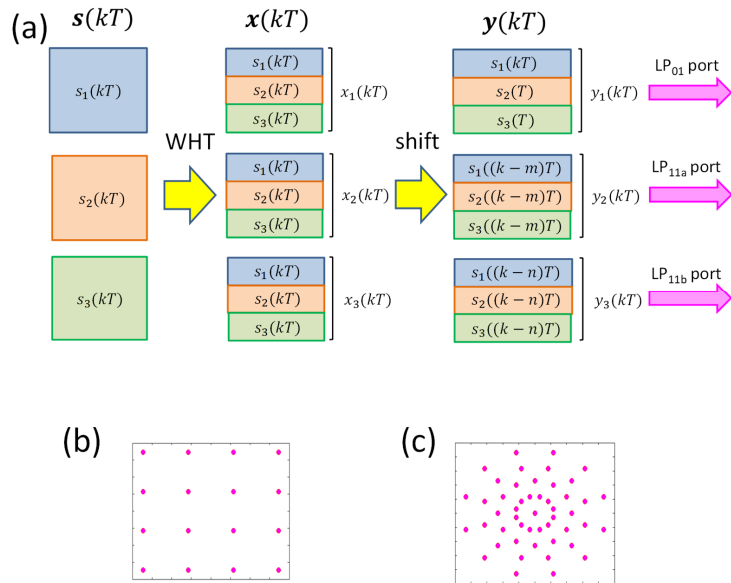 (a)
s(kT)
x(kT)
y(kT)
s₁(kT)
s₂(kT)
s₃(kT)
WHT
s₁(kT)
s₂(kT)
s₃(kT)
x₁(kT)
s₁(kT)
s₂(kT)
s₃(kT)
x₂(kT)
s₁(kT)
s₂(kT)
s₃(kT)
x₃(kT)
shift
s₁(kT)
s₂(T)
s₃(T)
y₁(kT)
s₁((k − m)T)
s₂((k − m)T)
s₃((k − m)T)
y₂(kT)
s₁((k − n)T)
s₂((k − n)T)
s₃((k − n)T)
y₃(kT)
LP₀₁ port
LP₁₁ₐ port
LP₁₁b port
(b)
(c)